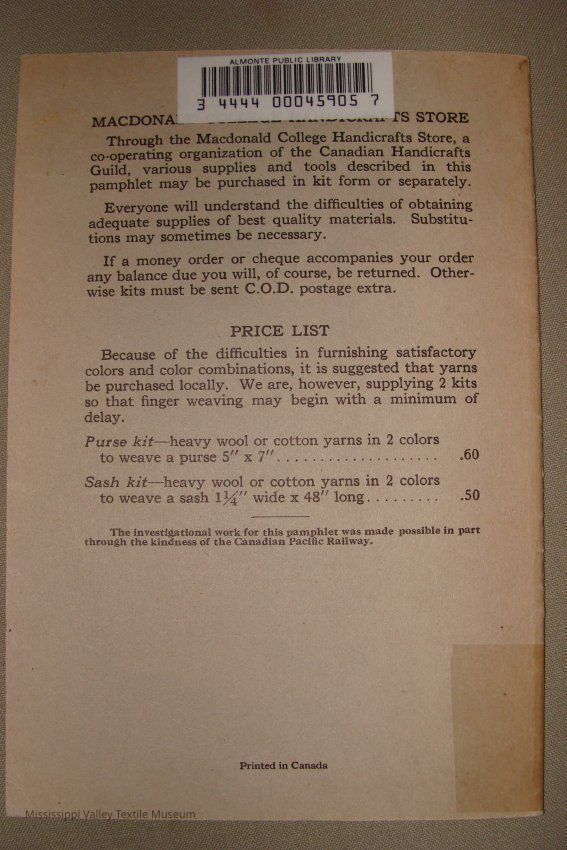 ALMONTE PUBLIC LIBRARY
3 4444 00045905 7
STORE
Through the Macdonald College Handicrafts Store, a
co-operating organization of the Canadian Handicrafts
Guild, various supplies and tools described in this
pamphlet may be purchased in kit form or separately.
Everyone will understand the difficulties of obtaining
adequate supplies of best quality materials. Substitu-
tions may sometimes be necessary.
If a money order or cheque accompanies your order
any balance due you will, of course, be returned. Other-
wise kits must be sent C.O.D. postage extra.
PRICE LIST
Because of the difficulties in furnishing satisfactory
colors and color combinations, it is suggested that yarns
be purchased locally. We are, however, supplying 2 kits
so that finger weaving may begin with a minimum of
delay.
Purse kit—heavy wool or cotton yarns in 2 colors
to weave a purse 5″ x 7″.................... .60
Sash kit—heavy wool or cotton yarns in 2 colors
to weave a sash 1¼″ wide x 48″ long......... .50
The investigational work for this pamphlet was made possible in part
through the kindness of the Canadian Pacific Railway.
Printed in Canada
Mississippi Valley Textile Museum